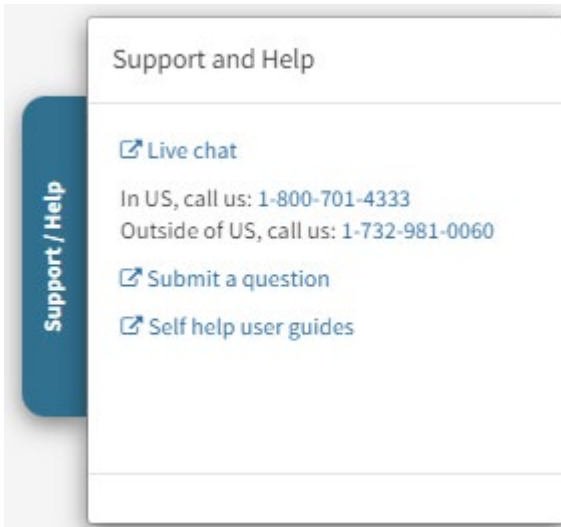 Support and Help
Support / Help
Live chat
In US, call us: 1-800-701-4333
Outside of US, call us: 1-732-981-0060
Submit a question
Self help user guides